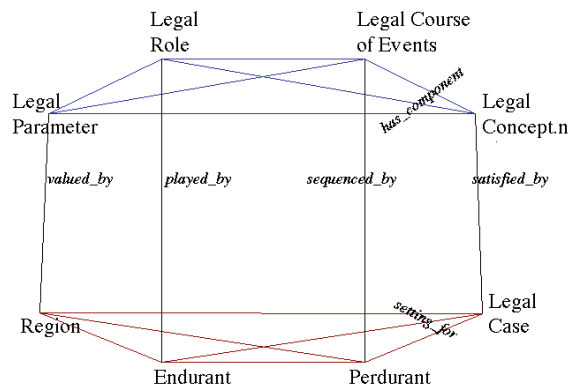 Legal
Role
Legal Course
of Events
Legal
Parameter
has_component
Legal
Concept.n
valued_by
played_by
sequenced_by
satisfied_by
Region
setting_for
Legal
Case
Endurant
Perdurant